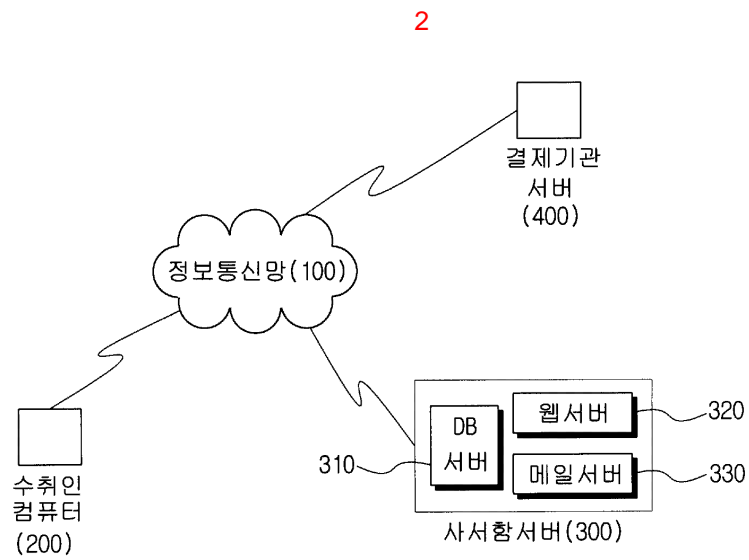 2
결제기관
서버
(400)
정보통신망(100)
DB
서버
웹서버
320
310
메일서버
330
수취인
컴퓨터
(200)
사서함서버(300)